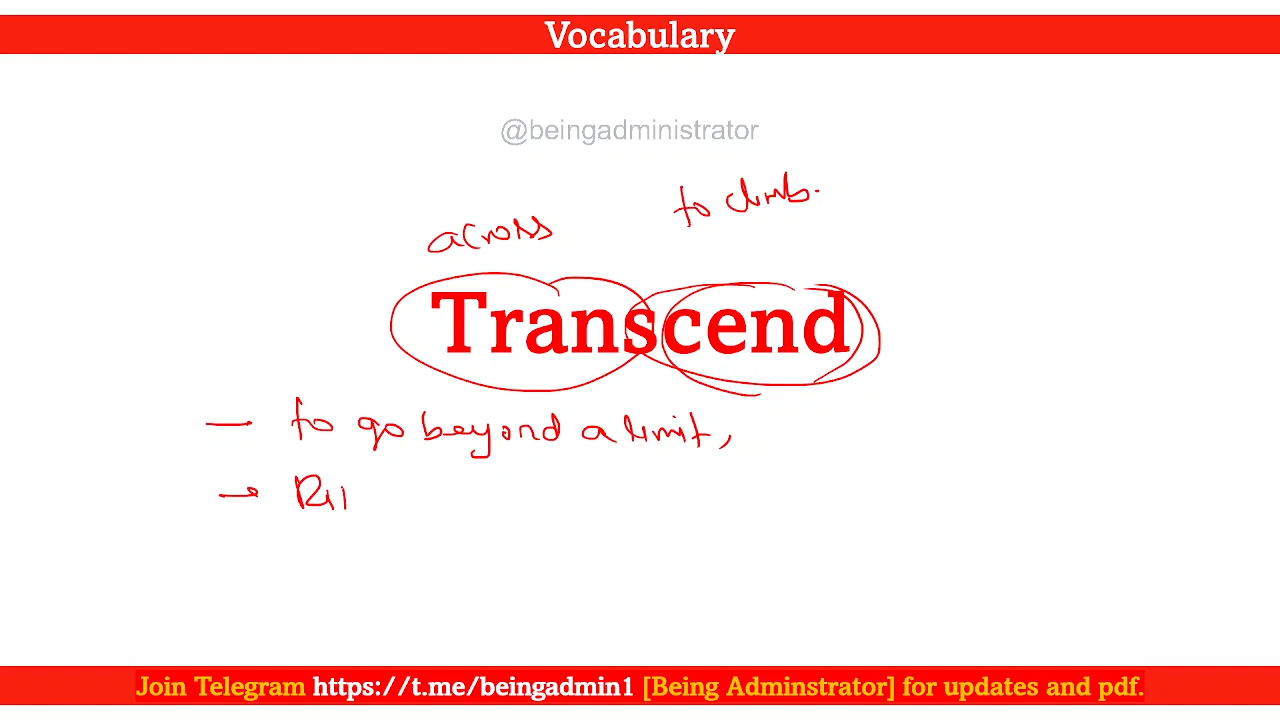 Vocabulary
@beingadministrator
across to climb.
Transcend
— to go beyond a limit,
Join Telegram https://t.me/beingadmin1 [Being Adminstrator] for updates and pdf.